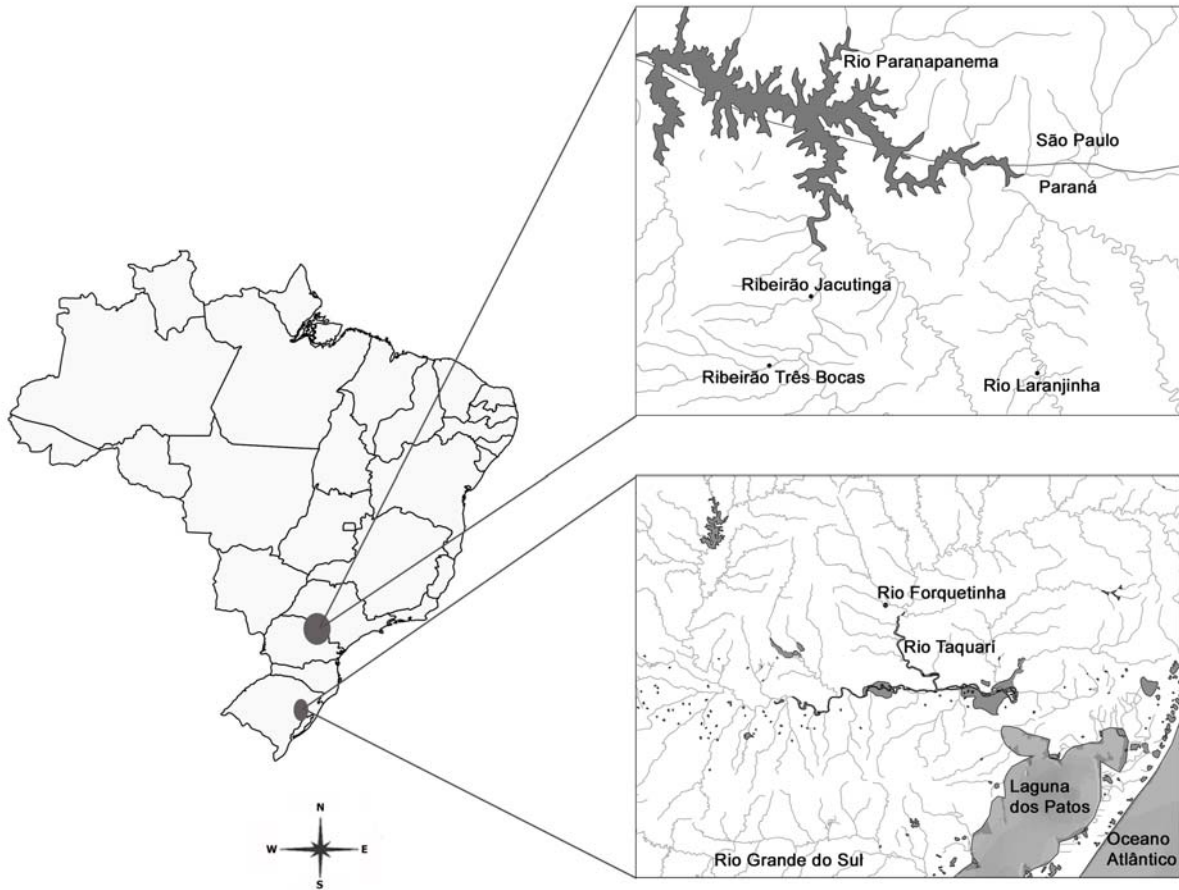 Rio Paranapanema
São Paulo
Paraná
Ribeirão Jacutinga
Ribeirão Três Bocas
Rio Laranjinha
Rio Forquetinha
Rio Taquari
Laguna
dos Patos
Oceano
Atlântico
Rio Grande do Sul
N
W
E
S